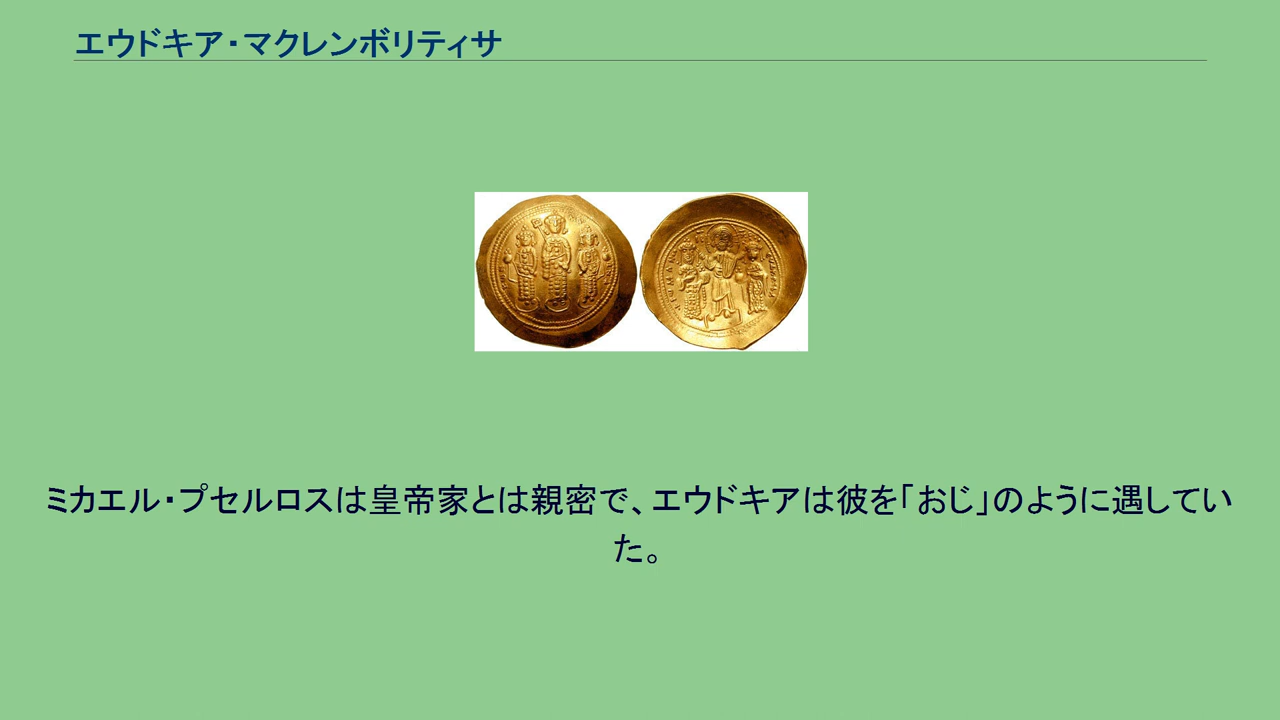 エウドキア・マクレンボリティサ
ミカエル・プセルロスは皇帝家とは親密で、エウドキアは彼を「おじ」のように遇してい
た。